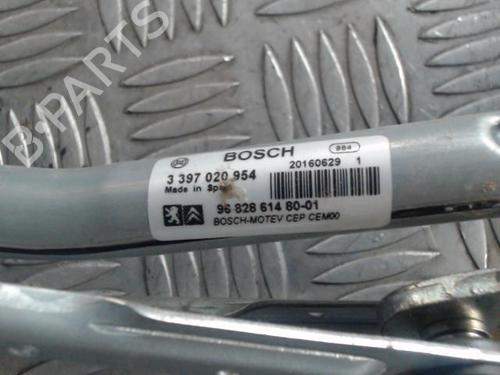 B-PARTS
BOSCH 984
3 397 020 954 20160629 1
Made in Spain
96 828 614 80-01
BOSCH-MOTEV CEP CEM00